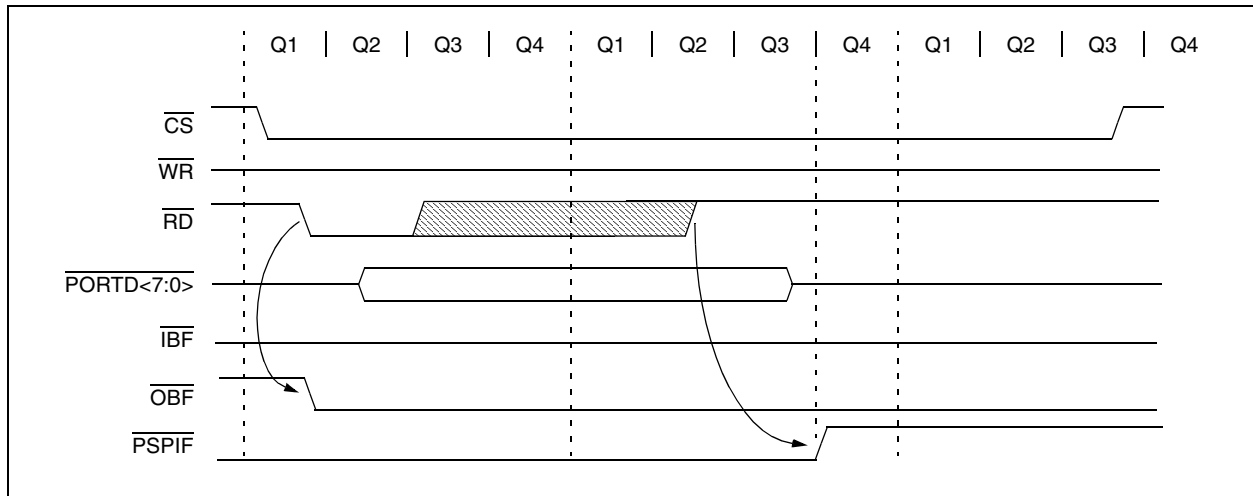 Q1 | Q2 | Q3 | Q4 | Q1 | Q2 | Q3 | Q4 | Q1 | Q2 | Q3 | Q4
CS
WR
RD
PORTD<7:0>
IBF
OBF
PSPIF